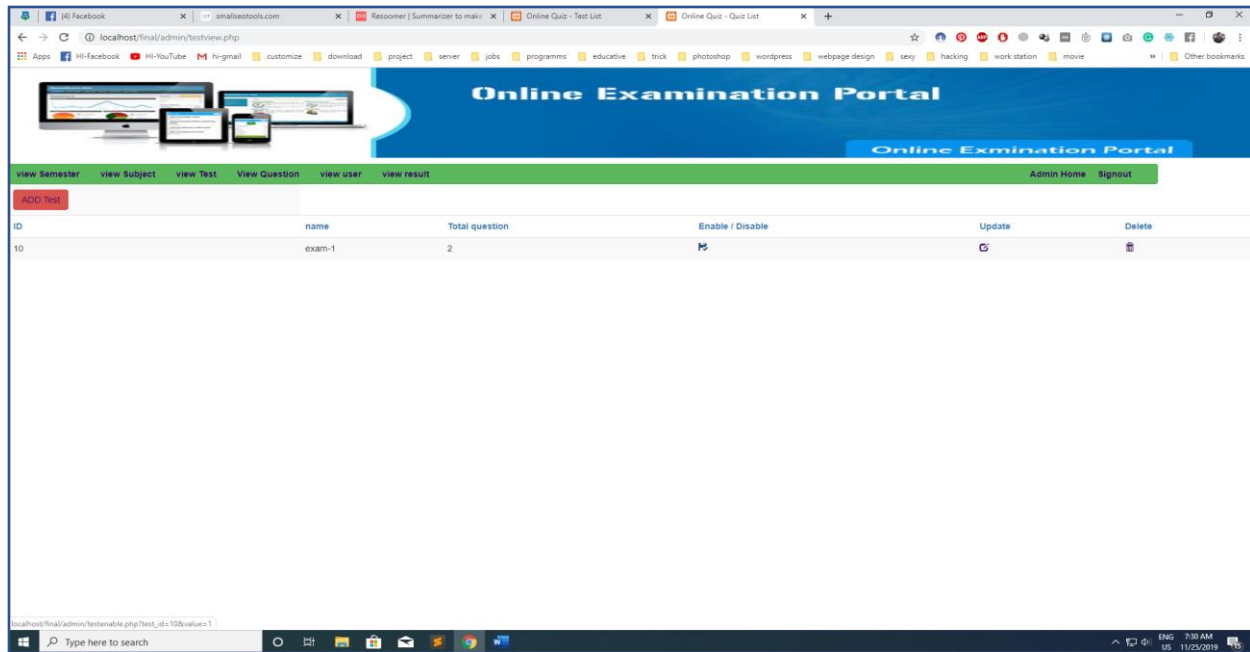 (4) Facebook smallseotools.com Resoomer | Summarizer to make Online Quiz - Test List Online Quiz - Quiz List
localhost/final/admin/testview.php
Apps HI-Facebook HI-YouTube hi-gmail customize download project server jobs programms educative trick photoshop wordpress webpage design sexy hacking work station movie Other bookmarks
Online Examination Portal
Online Exmination Portal
view Semester view Subject view Test View Question view user view result Admin Home Signout
ADD Test
ID name Total question Enable / Disable Update Delete
10 exam-1 2
localhost/final/admin/testenable.php?test_id=10&value=1
Type here to search ENG 7:30 AM
US 11/25/2019